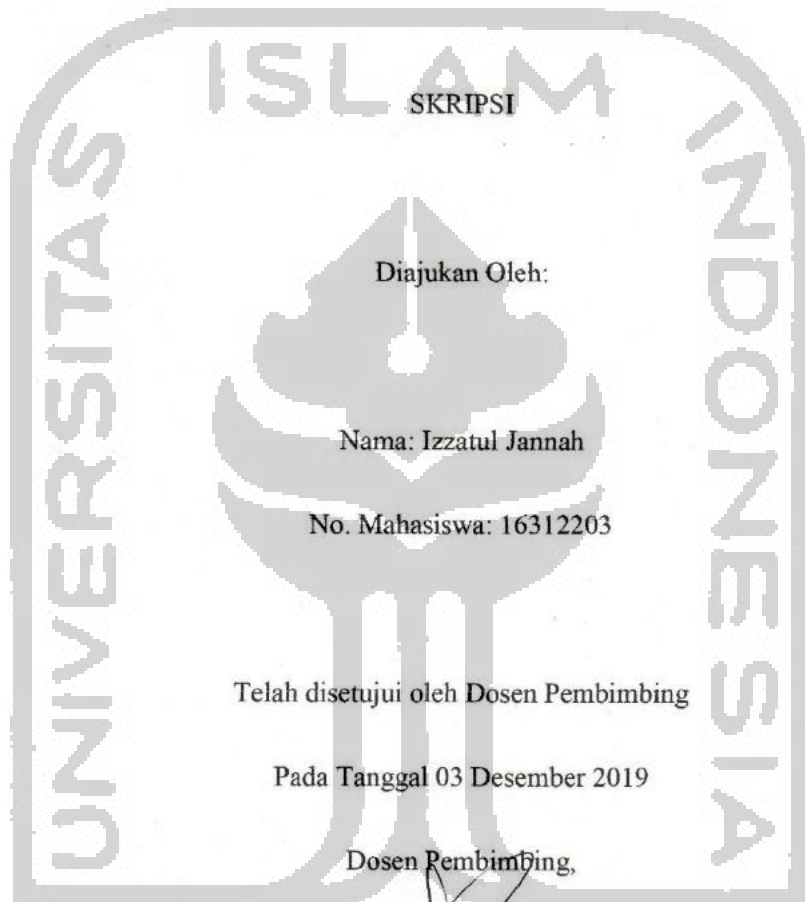 UNIVERSITAS ISLAM INDONESIA
SKRIPSI
Diajukan Oleh:
Nama: Izzatul Jannah
No. Mahasiswa: 16312203
Telah disetujui oleh Dosen Pembimbing
Pada Tanggal 03 Desember 2019
Dosen Pembimbing,